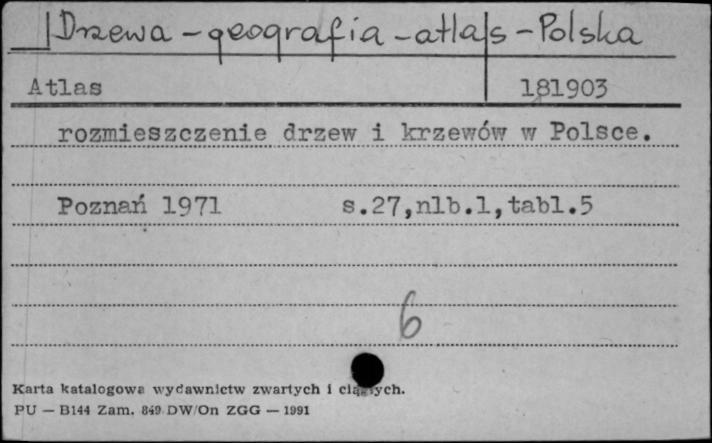 Drzewa - geografia - atlas - Polska
Atlas 181903
rozmieszczenie drzew i krzewów w Polsce.
Poznań 1971 s.27,nlb.1,tabl.5
6
Karta katalogowa wydawnictw zwartych i ciągłych.
PU — B144 Zam. 849 DW/On ZGG — 1991